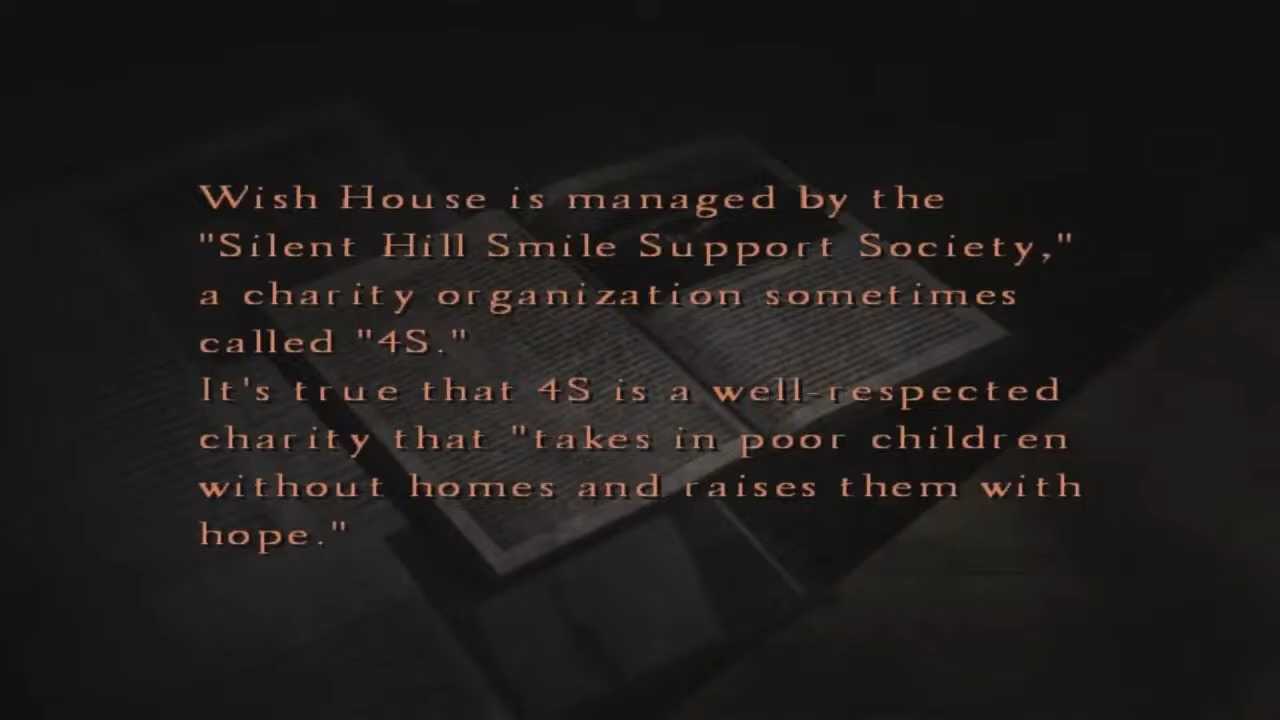 Wish House is managed by the
"Silent Hill Smile Support Society,"
a charity organization sometimes
called "4S."
It's true that 4S is a well-respected
charity that "takes in poor children
without homes and raises them with
hope."